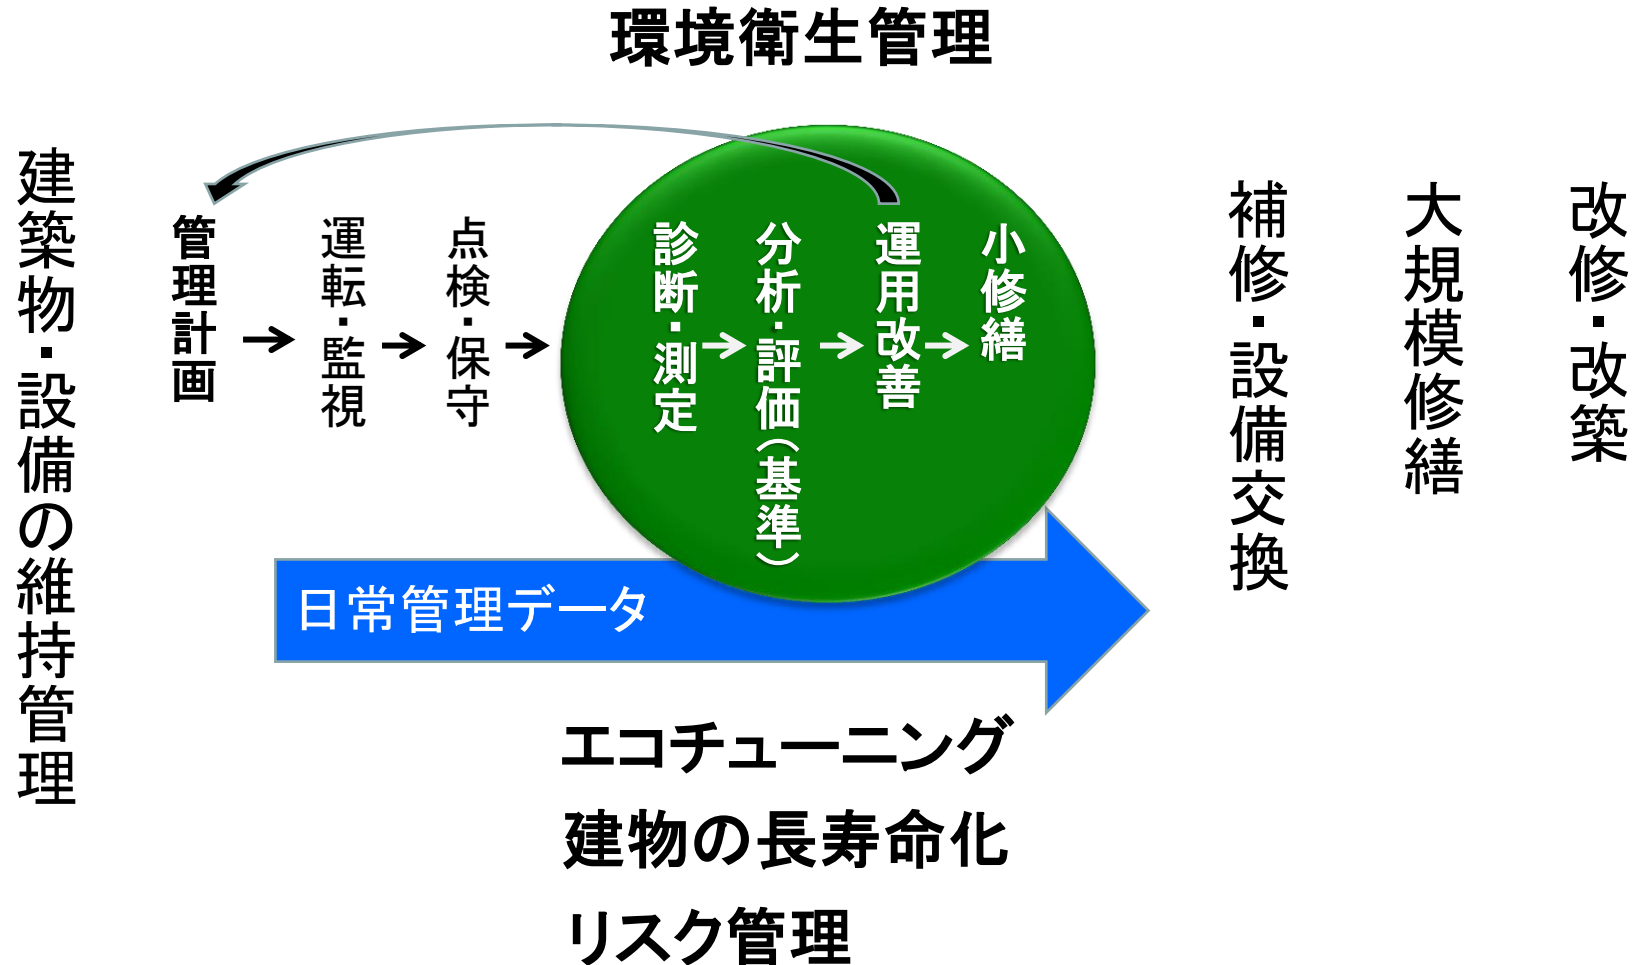 環境衛生管理
建築物・設備の維持管理
管理計画
運転・監視
点検・保守
診断・測定
分析・評価（基準）
運用改善
小修繕
補修・設備交換
大規模修繕
改修・改築
日常管理データ
エコチューニング
建物の長寿命化
リスク管理